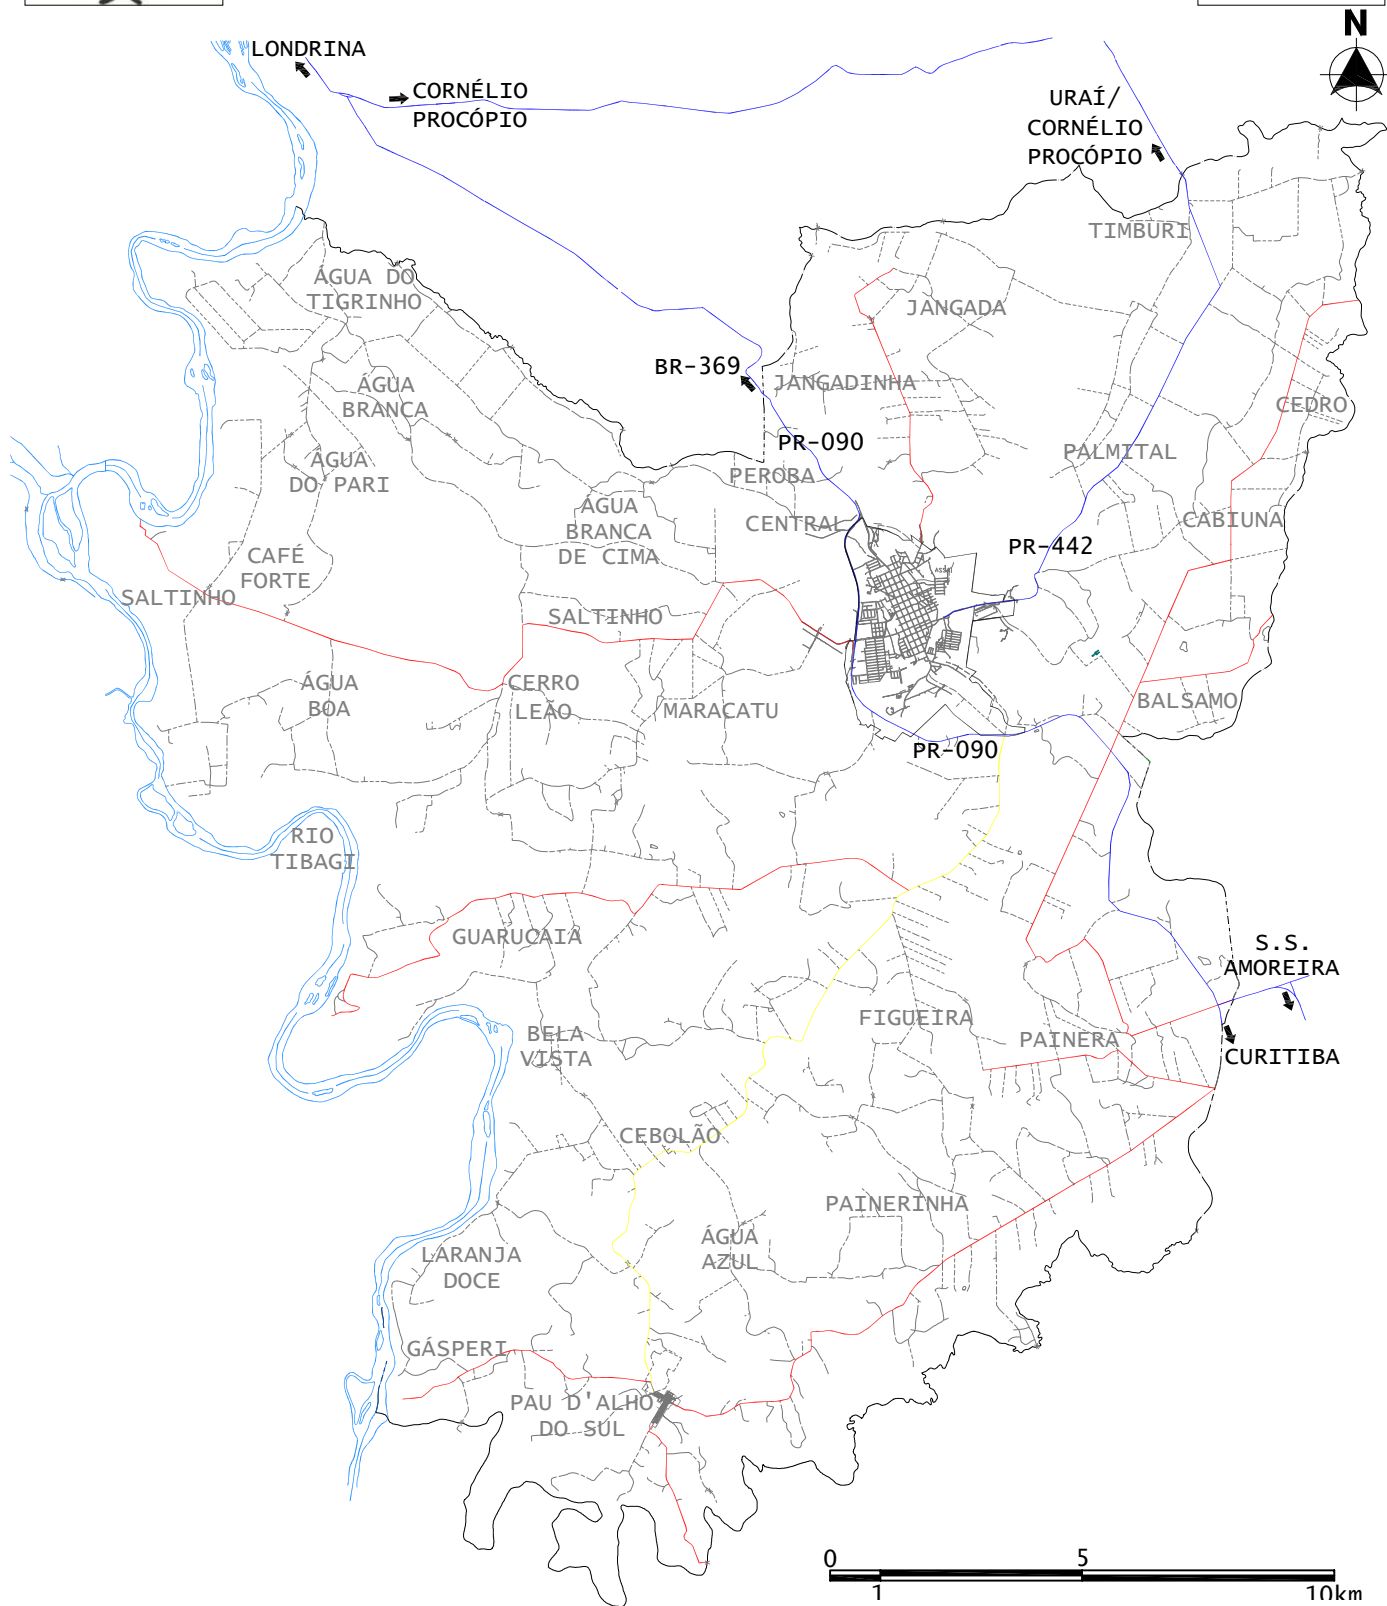 N
LONDRINA
CORNÉLIO
PROCÓPIO
URAÍ/
CORNÉLIO
PROCÓPIO
TIMBURI
ÁGUA DO
TIGRINHO
JANGADA
BR-369
JANGADINHA
ÁGUA
BRANCA
CEDRO
PR-090
PALMITAL
ÁGUA
DO PARI
PEROBA
ÁGUA
BRANCA
DE CIMA
CENTRAL
CABIUNA
PR-442
CAFÉ
FORTE
ASSAÍ
SALTINHO
SALTINHO
ÁGUA
BOA
CERRO
LEÃO
MARACATU
BALSAMO
PR-090
RIO
TIBAGI
GUARUCAIA
S.S.
AMOREIRA
FIGUEIRA
BELA
VISTA
PAINERA
CURITIBA
CEBOLÃO
PAINERINHA
ÁGUA
AZUL
LARANJA
DOCE
GÁSPERI
PAU D'ALHO
DO SUL
0 5
1 10km